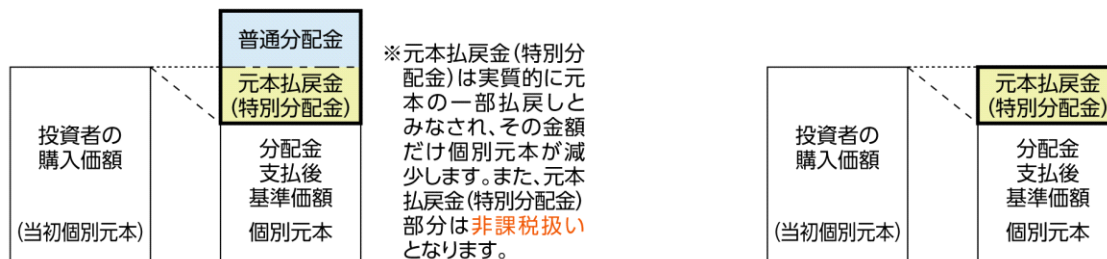 普通分配金
元本払戻金
(特別分配金)
投資者の
購入価額
(当初個別元本)
分配金
支払後
基準価額
個別元本
※元本払戻金(特別分
配金)は実質的に元
本の一部払戻しと
みなされ、その金額
だけ個別元本が減
少します。また、元本
払戻金(特別分配金)
部分は非課税扱い
となります。
元本払戻金
(特別分配金)
投資者の
購入価額
(当初個別元本)
分配金
支払後
基準価額
個別元本